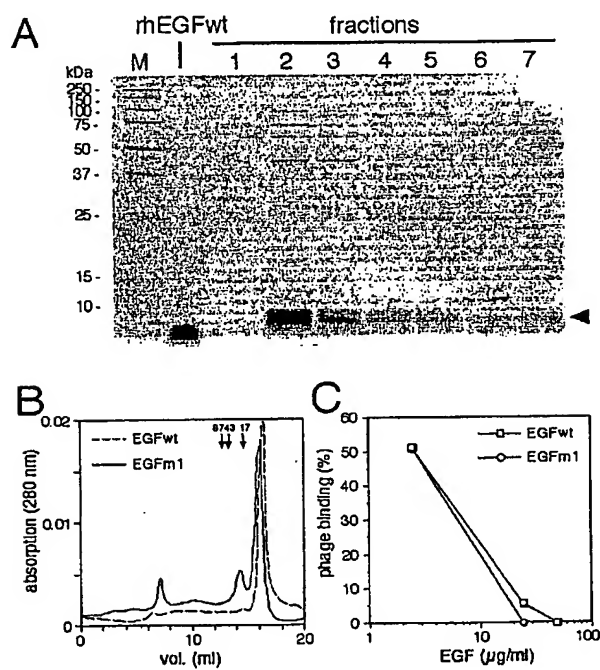 A
rhEGFwt fractions
M 1 2 3 4 5 6 7
kDa
250-
150-
100-
75-
50-
37-
25-
15-
10-
B
0.02
6743 17
EGFwt
EGFm1
0.01
0
absorption (280 nm)
0 10 20
vol. (ml)
C
60
50
40
30
20
10
0
phage binding (%)
EGFwt
EGFm1
1 10 100
EGF (µg/ml)